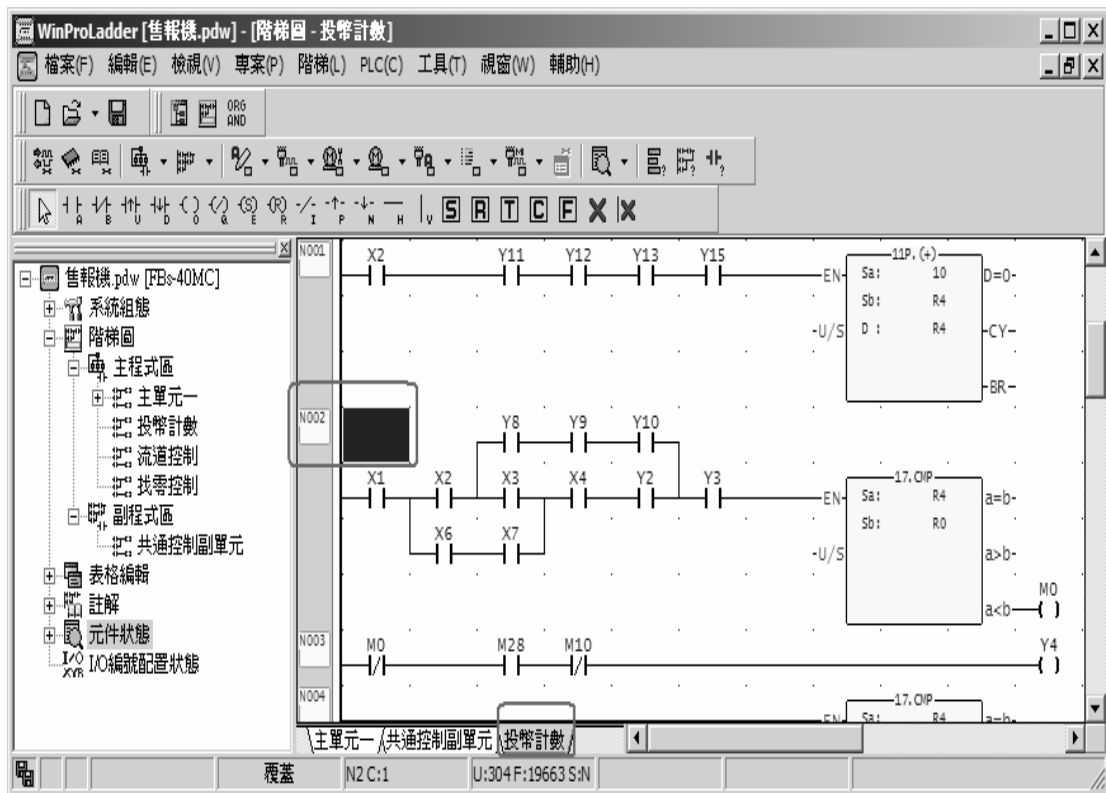 WinProLadder [售報機.pdw] - [階梯圖 - 投幣計數]
檔案(F) 編輯(E) 檢視(V) 專案(P) 階梯(L) PLC(C) 工具(T) 視窗(W) 輔助(H)
ORG
AND
A B U D O Q E R I P N H V S R T C F
售報機.pdw [FBs-40MC]
系統組態
階梯圖
主程式區
主單元一
投幣計數
流道控制
找零控制
副程式區
共通控制副單元
表格編輯
註解
元件狀態
I/O編號配置狀態
N001 X2 Y11 Y12 Y13 Y15
11P.(+)
EN Sa: 10 D=0
Sb: R4
U/S D : R4 CY
BR
N002
Y8 Y9 Y10
X1 X2 X3 X4 Y2 Y3
17.CMP
EN Sa: R4 a=b
Sb: R0
X6 X7
U/S a>b
M0
a<b
N003 M0 M28 M10 Y4
N004
17.CMP
EN Sa: R4 a=b
主單元一 共通控制副單元 投幣計數
覆蓋 N2 C:1 U:304 F:19663 S:N